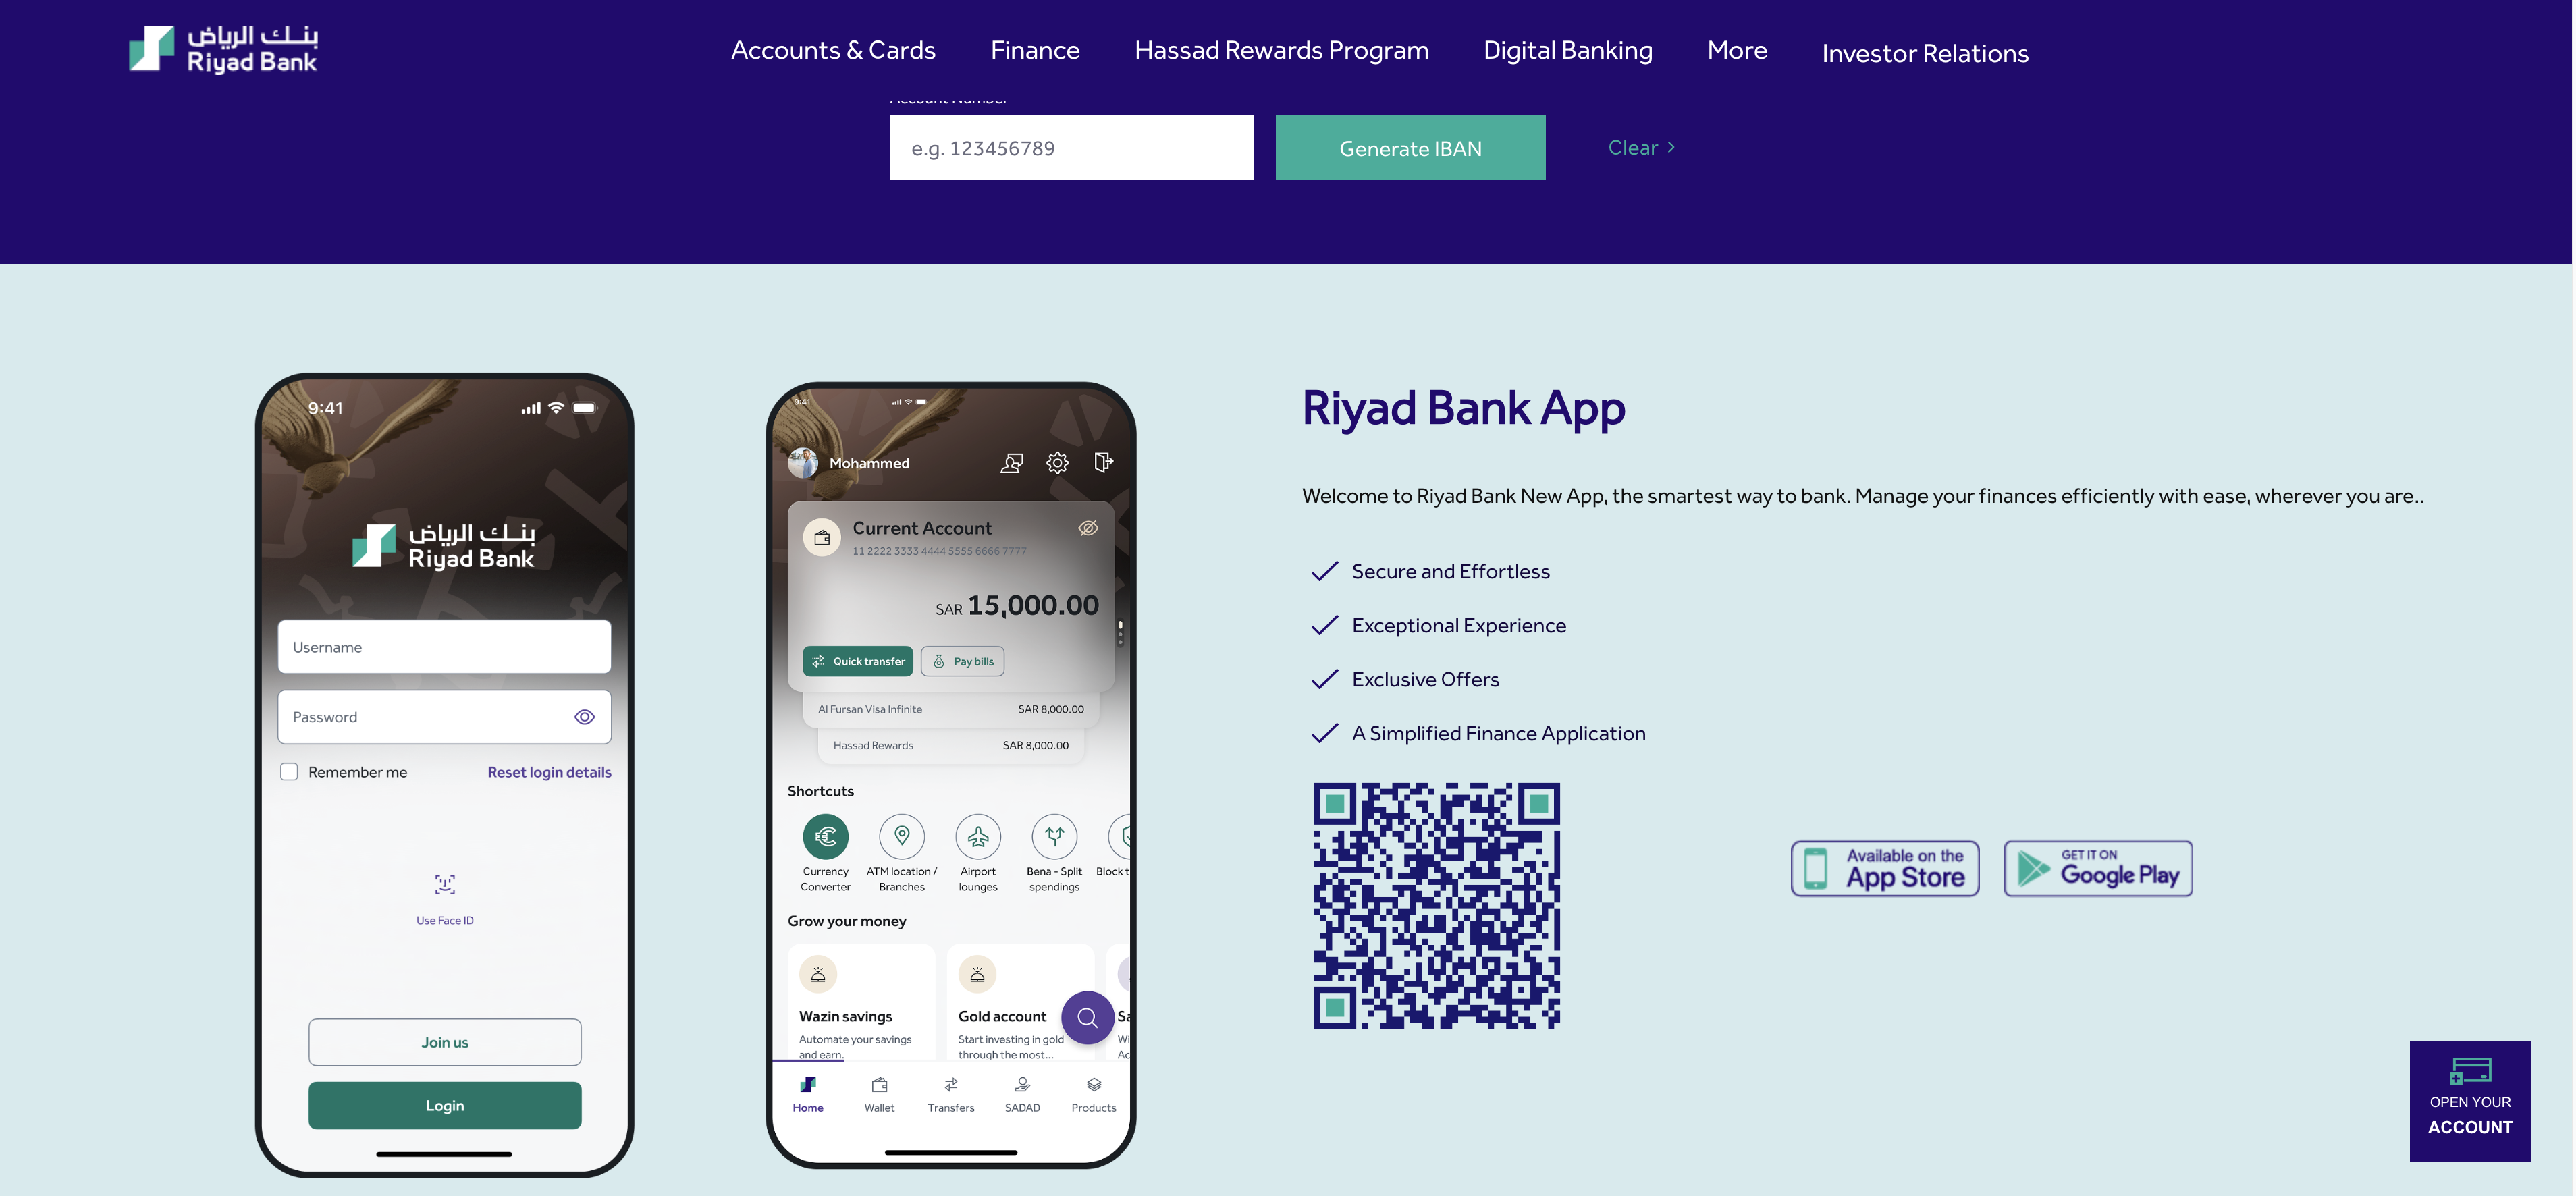 بنك الرياض
Riyad Bank
Accounts & Cards
Finance
Hassad Rewards Program
Digital Banking
More
Investor Relations
Account Number
e.g. 123456789
Generate IBAN
Clear >
9:41
بنك الرياض
Riyad Bank
Username
Password
Remember me
Reset login details
Use Face ID
Join us
Login
9:41
Mohammed
Current Account
11 2222 3333 4444 5555 6666 7777
SAR 15,000.00
Quick transfer
Pay bills
Al Fursan Visa Infinite SAR 8,000.00
Hassad Rewards SAR 8,000.00
Shortcuts
Currency
Converter
ATM location /
Branches
Airport
lounges
Bena - Split
spendings
Block t
Grow your money
Wazin savings
Automate your savings
and earn.
Gold account
Start investing in gold
through the most...
Sa
Wi
Ac
Home
Wallet
Transfers
SADAD
Products
Riyad Bank App
Welcome to Riyad Bank New App, the smartest way to bank. Manage your finances efficiently with ease, wherever you are..
Secure and Effortless
Exceptional Experience
Exclusive Offers
A Simplified Finance Application
Available on the
App Store
GET IT ON
Google Play
OPEN YOUR
ACCOUNT